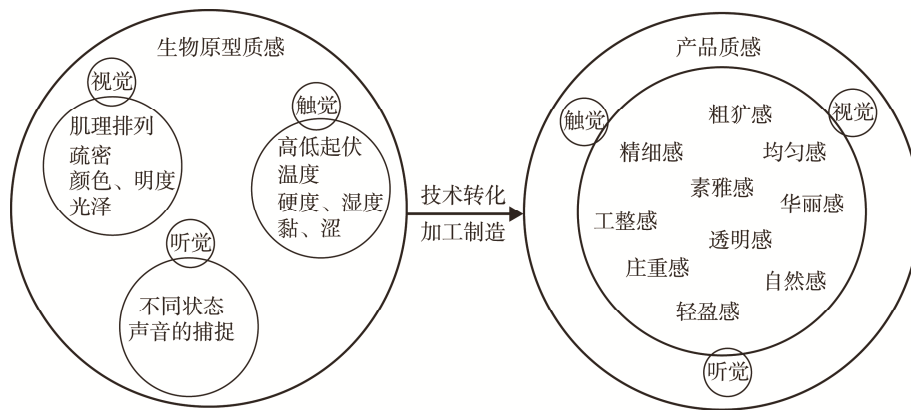 生物原型质感
视觉
肌理排列
疏密
颜色、明度
光泽
触觉
高低起伏
温度
硬度、湿度
黏、涩
听觉
不同状态
声音的捕捉
技术转化
加工制造
产品质感
触觉
视觉
粗犷感
精细感
均匀感
素雅感
华丽感
工整感
透明感
庄重感
自然感
轻盈感
听觉